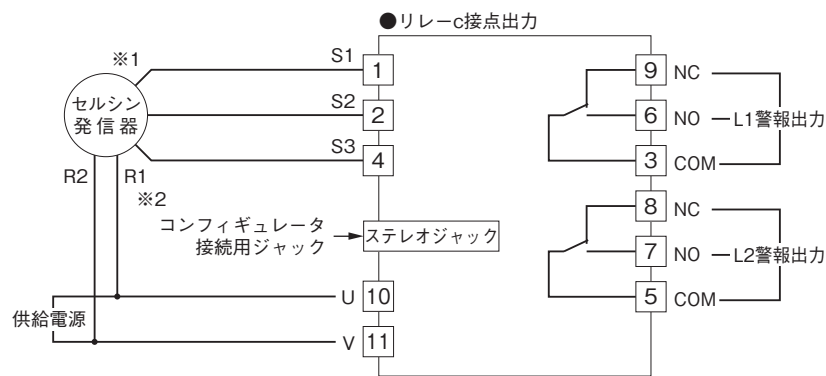 ●リレーc接点出力
※1
S1
1
セルシン
発信器
S2
2
S3
4
R2
R1
※2
コンフィギュレータ
接続用ジャック
ステレオジャック
供給電源
U
10
V
11
9
NC
6
NO
L1警報出力
3
COM
8
NC
7
NO
L2警報出力
5
COM